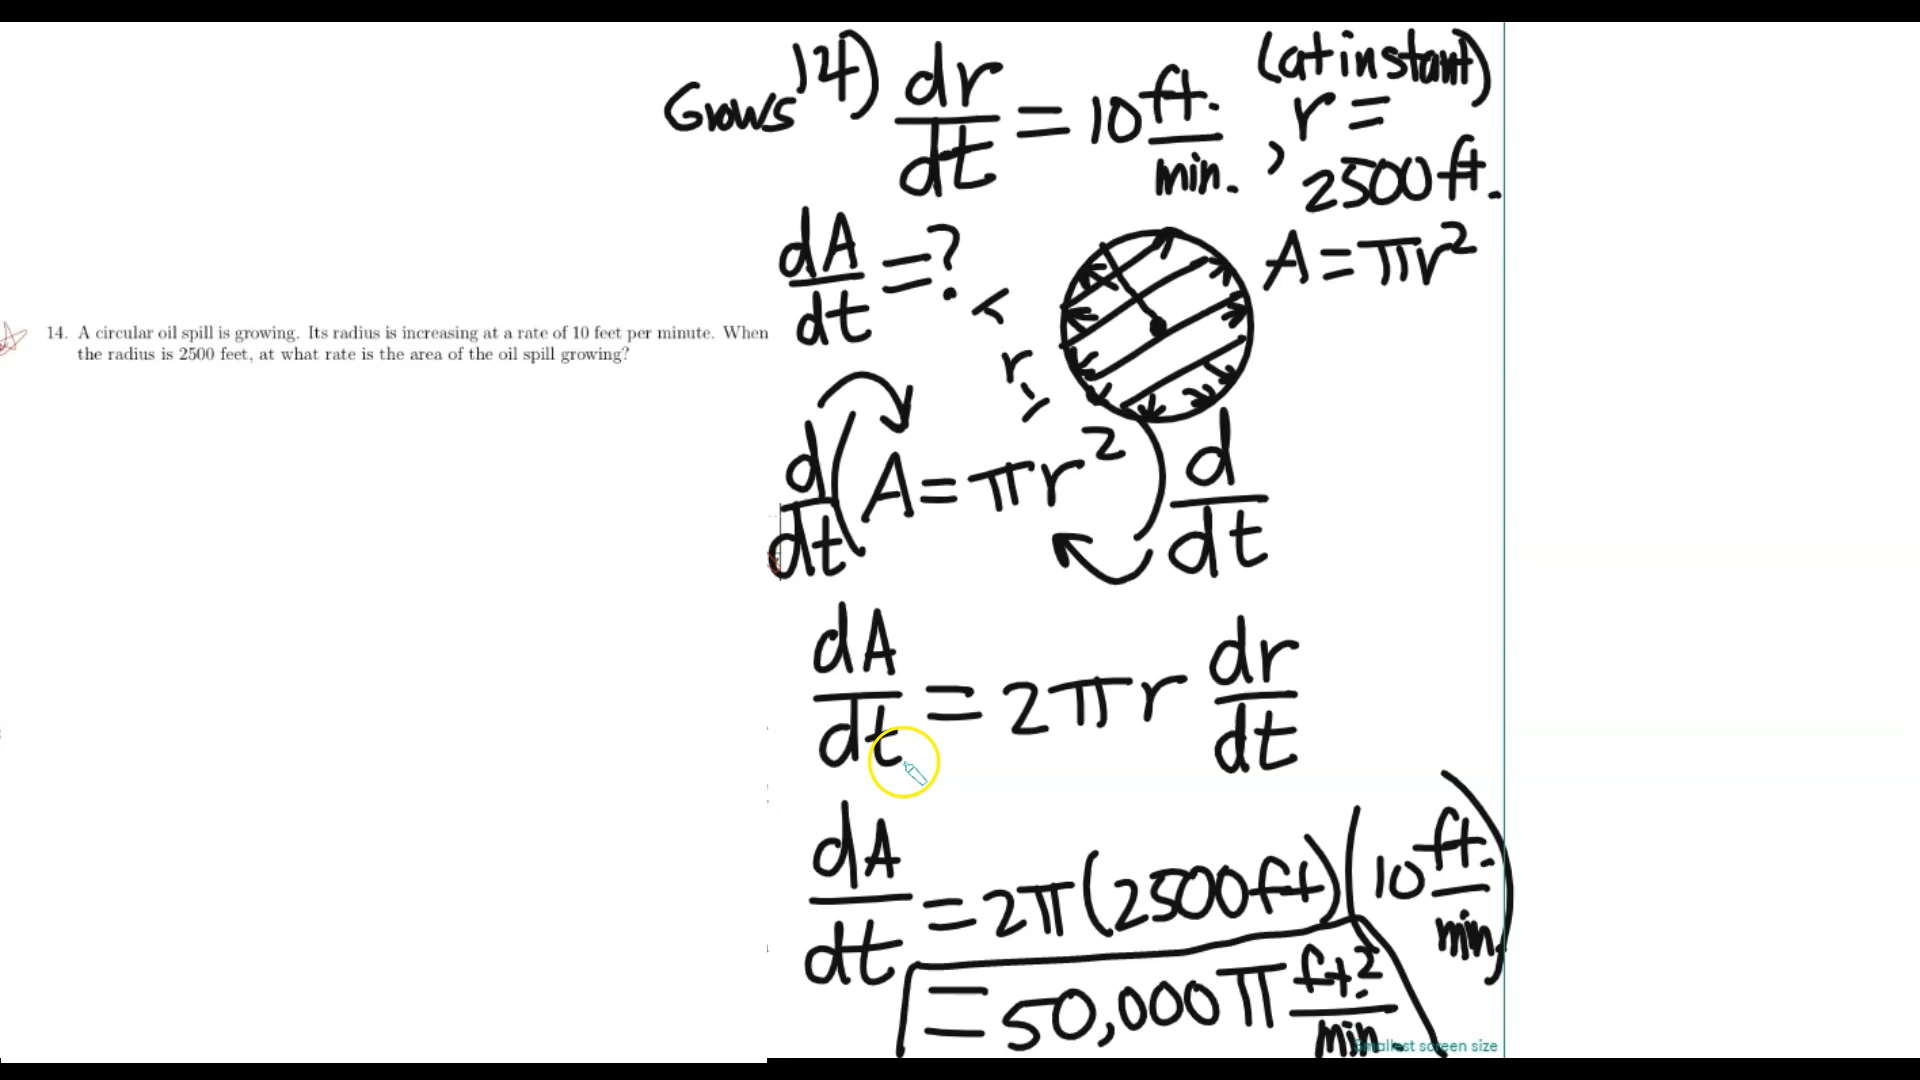 14. A circular oil spill is growing. Its radius is increasing at a rate of 10 feet per minute. When
the radius is 2500 feet, at what rate is the area of the oil spill growing?
Grows 14) dr/dt = 10 ft./min. , (at instant) r = 2500 ft.
dA/dt = ?
A = πr²
r
d/dt ( A = πr² ) d/dt
dA/dt = 2πr dr/dt
dA/dt = 2π(2500ft)(10 ft./min.)
= 50,000π ft.²/min.
Smallest screen size